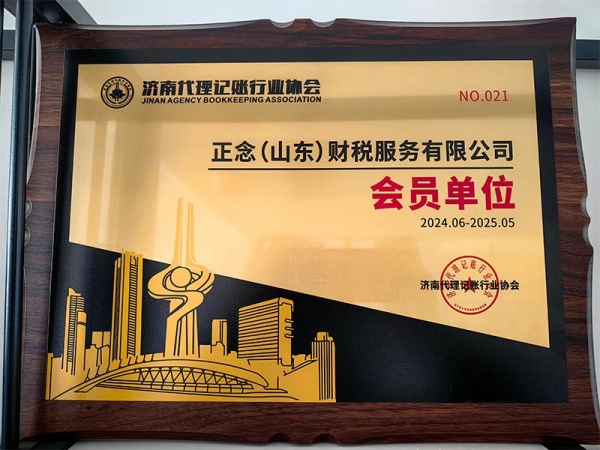 济南代理记账行业协会
JINAN AGENCY BOOKKEEPING ASSOCIATION
NO.021
正念（山东）财税服务有限公司
会员单位
2024.06-2025.05
济南代理记账行业协会